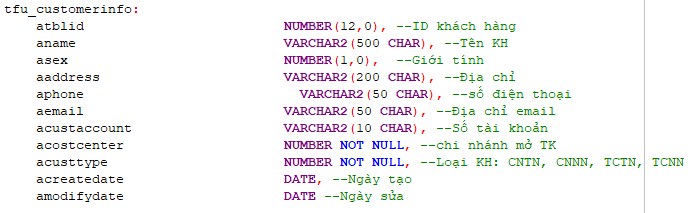 tfu_customerinfo:
atblid NUMBER(12,0), --ID khách hàng
aname VARCHAR2(500 CHAR), --Tên KH
asex NUMBER(1,0), --Giới tính
aaddress VARCHAR2(200 CHAR), --Địa chỉ
aphone VARCHAR2(50 CHAR), --số điện thoại
aemail VARCHAR2(50 CHAR), --Địa chỉ email
acustaccount VARCHAR2(10 CHAR), --Số tài khoản
acostcenter NUMBER NOT NULL, --chi nhánh mở TK
acusttype NUMBER NOT NULL, --Loại KH: CNTN, CNNN, TCTN, TCNN
acreatedate DATE, --Ngày tạo
amodifydate DATE --Ngày sửa